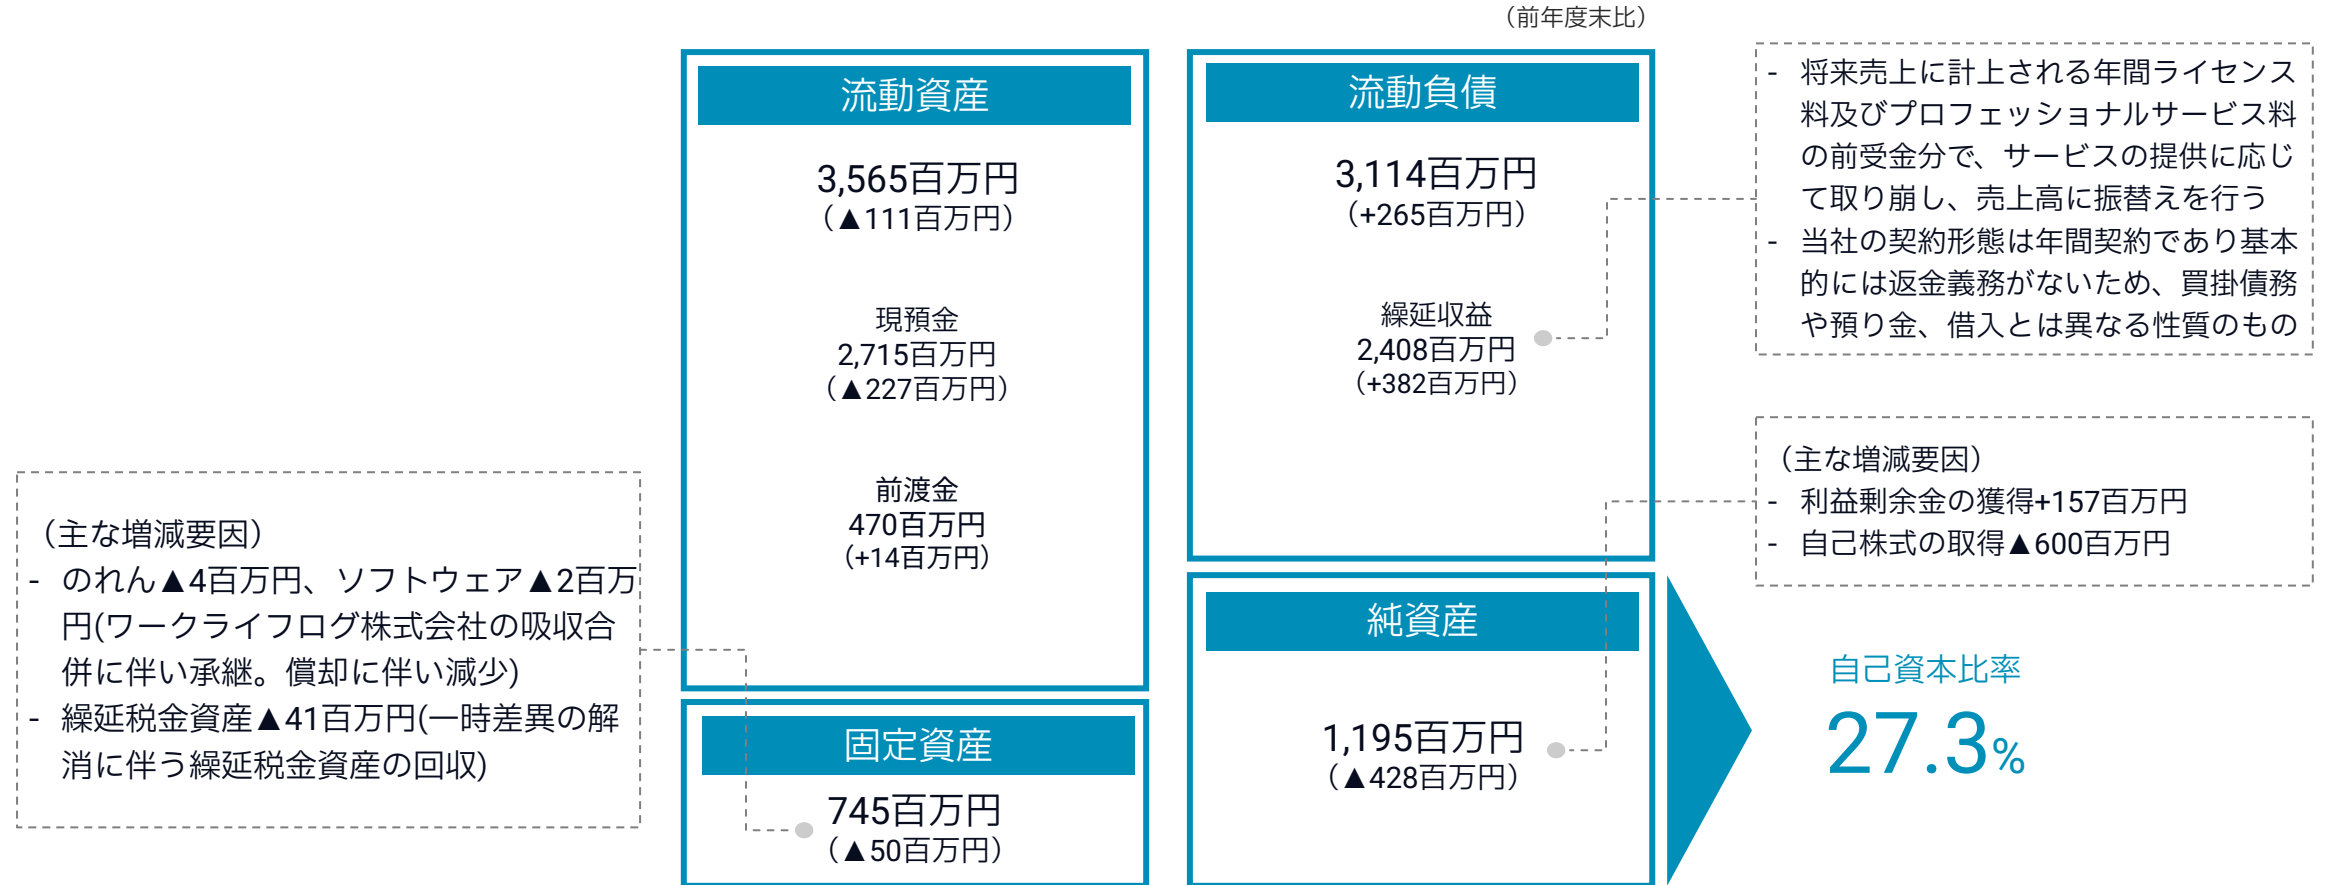 （前年度末比）
流動資産
3,565百万円
（▲111百万円）
現預金
2,715百万円
（▲227百万円）
前渡金
470百万円
（+14百万円）
固定資産
745百万円
（▲50百万円）
（主な増減要因）
- のれん▲4百万円、ソフトウェア▲2百万
円(ワークライフログ株式会社の吸収合
併に伴い承継。償却に伴い減少)
- 繰延税金資産▲41百万円(一時差異の解
消に伴う繰延税金資産の回収)
流動負債
3,114百万円
（+265百万円）
繰延収益
2,408百万円
（+382百万円）
- 将来売上に計上される年間ライセンス
料及びプロフェッショナルサービス料
の前受金分で、サービスの提供に応じ
て取り崩し、売上高に振替えを行う
- 当社の契約形態は年間契約であり基本
的には返金義務がないため、買掛債務
や預り金、借入とは異なる性質のもの
純資産
1,195百万円
（▲428百万円）
（主な増減要因）
- 利益剰余金の獲得+157百万円
- 自己株式の取得▲600百万円
自己資本比率
27.3%